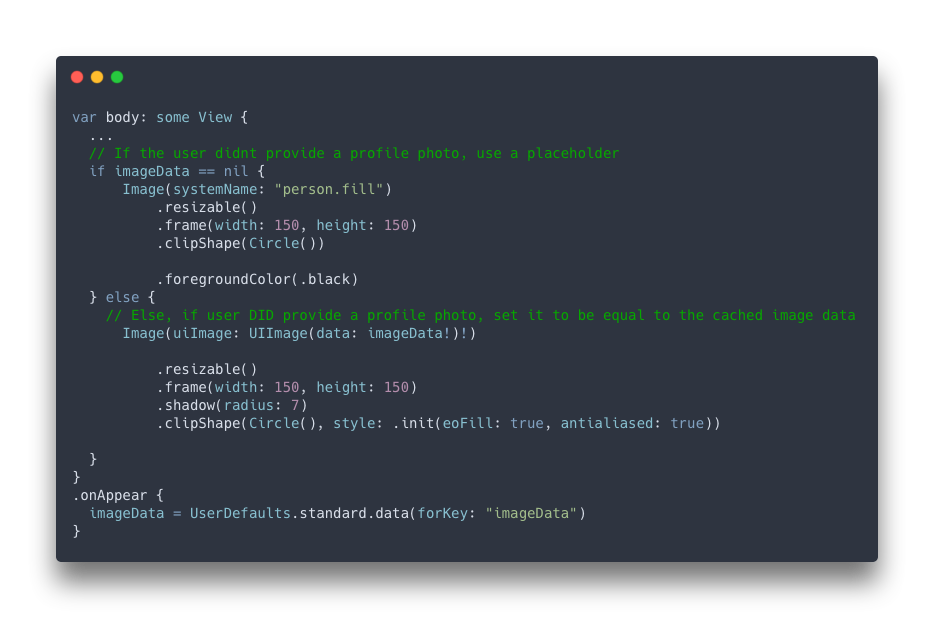 var body: some View {
  ...
  // If the user didnt provide a profile photo, use a placeholder
  if imageData == nil {
      Image(systemName: "person.fill")
          .resizable()
          .frame(width: 150, height: 150)
          .clipShape(Circle())
          .foregroundColor(.black)
  } else {
    // Else, if user DID provide a profile photo, set it to be equal to the cached image data
      Image(uiImage: UIImage(data: imageData!)!)
          .resizable()
          .frame(width: 150, height: 150)
          .shadow(radius: 7)
          .clipShape(Circle(), style: .init(eoFill: true, antialiased: true))
  }
}
.onAppear {
  imageData = UserDefaults.standard.data(forKey: "imageData")
}